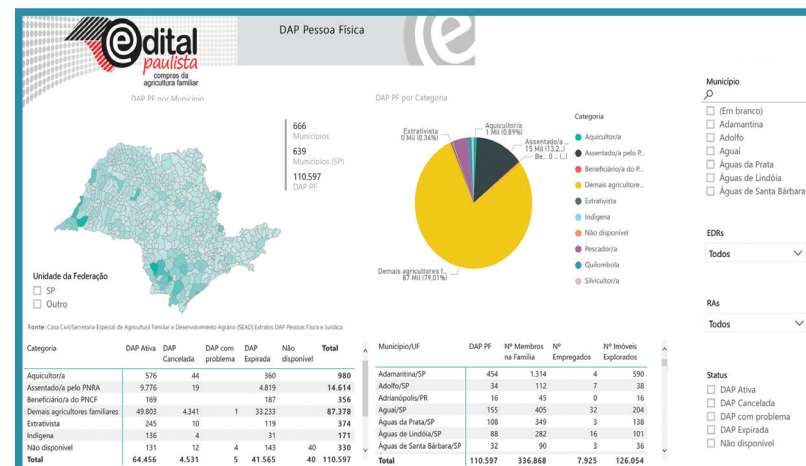 edital
paulista
compras da
agricultura familiar
DAP Pessoa Física
DAP PF por Município
666
Municípios
639
Municípios (SP)
110.597
DAP PF
Unidade da Federação
SP
Outro
DAP PF por Categoria
Extrativista
0 Mil (0,34%)
Aquicultor/a
1 Mil (0,89%)
Assentado/a ...
15 Mil (13,2...)
Be... 0 ... (...)
Demais agricultores f...
87 Mil (79,01%)
Categoria
Aquicultor/a
Assentado/a pelo P...
Beneficiário/a do P...
Demais agricultore...
Extrativista
Indígena
Não disponível
Pescador/a
Quilombola
Silvicultor/a
Município
(Em branco)
Adamantina
Adolfo
Aguaí
Águas da Prata
Águas de Lindóia
Águas de Santa Bárbara
EDRs
Todos
RAs
Todos
Status
DAP Ativa
DAP Cancelada
DAP com problema
DAP Expirada
Não disponível
Fonte: Casa Civil/Secretaria Especial de Agricultura Familiar e Desenvolvimento Agrário (SEAD).Extratos DAP Pessoas Física e Jurídica.
Categoria DAP Ativa DAP Cancelada DAP com problema DAP Expirada Não disponível Total
Aquicultor/a 576 44 360 980
Assentado/a pelo PNRA 9.776 19 4.819 14.614
Beneficiário/a do PNCF 169 187 356
Demais agricultores familiares 49.803 4.341 1 33.233 87.378
Extrativista 245 10 119 374
Indígena 136 4 31 171
Não disponível 131 12 4 143 40 330
Total 64.456 4.531 5 41.565 40 110.597
Município/UF DAP PF Nº Membros na Família Nº Empregados Nº Imóveis Explorados
Adamantina/SP 454 1.314 4 590
Adolfo/SP 34 112 7 38
Adrianópolis/PR 16 45 0 16
Aguaí/SP 155 405 32 204
Águas da Prata/SP 108 349 3 138
Águas de Lindóia/SP 88 282 16 101
Águas de Santa Bárbara/SP 32 90 3 36
Total 110.597 336.868 7.925 126.054